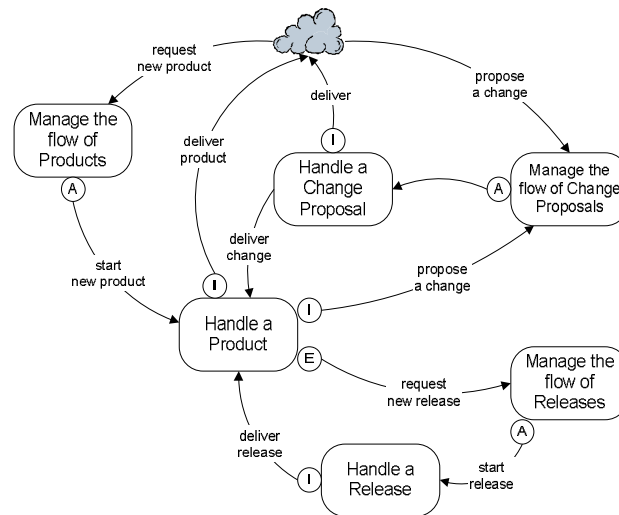 request
new product
propose
a change
deliver
Manage the
flow of
Products
deliver
product
I
Handle a
Change
Proposal
A
Manage the
flow of Change
Proposals
A
deliver
change
start
new product
propose
a change
I
I
Handle a
Product
E
Manage the
flow of
Releases
request
new release
A
deliver
release
I
Handle a
Release
start
release